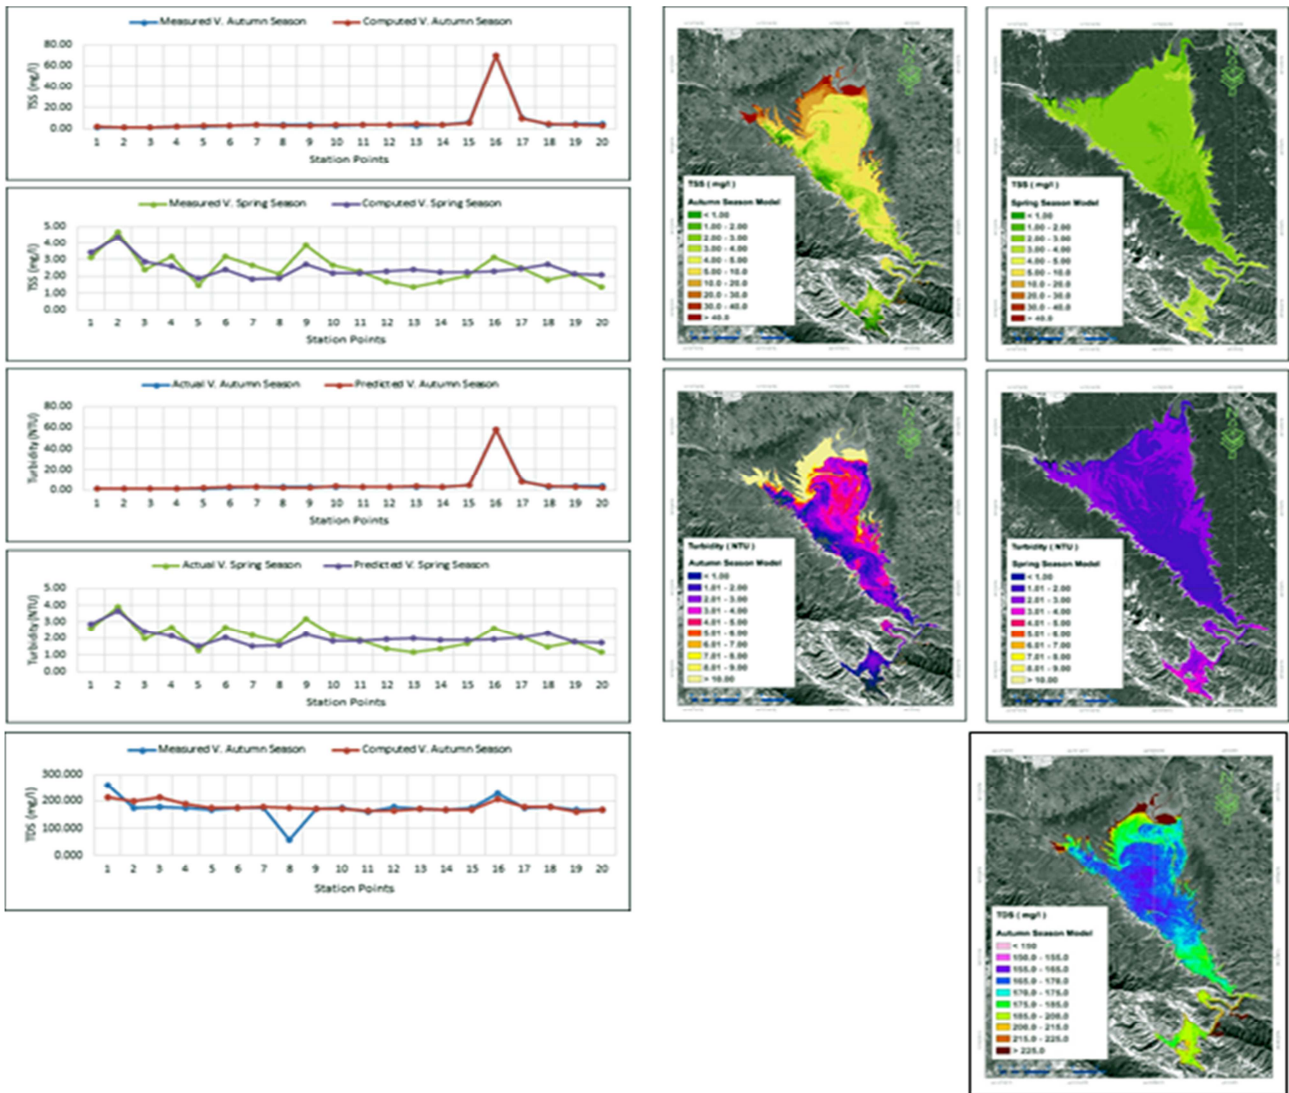 Measured V. Autumn Season Computed V. Autumn Season
TSS (mg/l)
80.00
60.00
40.00
20.00
0.00
1 2 3 4 5 6 7 8 9 10 11 12 13 14 15 16 17 18 19 20
Station Points
Measured V. Spring Season Computed V. Spring Season
TSS (mg/l)
5.00
4.00
3.00
2.00
1.00
0.00
1 2 3 4 5 6 7 8 9 10 11 12 13 14 15 16 17 18 19 20
Station Points
Actual V. Autumn Season Predicted V. Autumn Season
Turbidity (NTU)
80.00
60.00
40.00
20.00
0.00
1 2 3 4 5 6 7 8 9 10 11 12 13 14 15 16 17 18 19 20
Station Points
Actual V. Spring Season Predicted V. Spring Season
Turbidity (NTU)
5.00
4.00
3.00
2.00
1.00
0.00
1 2 3 4 5 6 7 8 9 10 11 12 13 14 15 16 17 18 19 20
Station Points
Measured V. Autumn Season Computed V. Autumn Season
TDS (mg/l)
300.000
200.000
100.000
0.000
1 2 3 4 5 6 7 8 9 10 11 12 13 14 15 16 17 18 19 20
Station Points
TSS ( mg/l )
Autumn Season Model
< 1.00
1.00 - 2.00
2.00 - 3.00
3.00 - 4.00
4.00 - 5.00
5.00 - 10.0
10.0 - 20.0
20.0 - 30.0
30.0 - 40.0
> 40.0
TSS ( mg/l )
Spring Season Model
< 1.00
1.00 - 2.00
2.00 - 3.00
3.00 - 4.00
4.00 - 5.00
5.00 - 10.0
10.0 - 20.0
20.0 - 30.0
30.0 - 40.0
> 40.0
Turbidity ( NTU )
Autumn Season Model
< 1.00
1.01 - 2.00
2.01 - 3.00
3.01 - 4.00
4.01 - 5.00
5.01 - 6.00
6.01 - 7.00
7.01 - 8.00
8.01 - 9.00
> 10.00
Turbidity ( NTU )
Spring Season Model
< 1.00
1.01 - 2.00
2.01 - 3.00
3.01 - 4.00
4.01 - 5.00
5.01 - 6.00
6.01 - 7.00
7.01 - 8.00
8.01 - 9.00
> 10.00
TDS ( mg/l )
Autumn Season Model
< 150
150.0 - 155.0
155.0 - 165.0
165.0 - 170.0
170.0 - 175.0
175.0 - 185.0
185.0 - 200.0
200.0 - 215.0
215.0 - 225.0
> 225.0